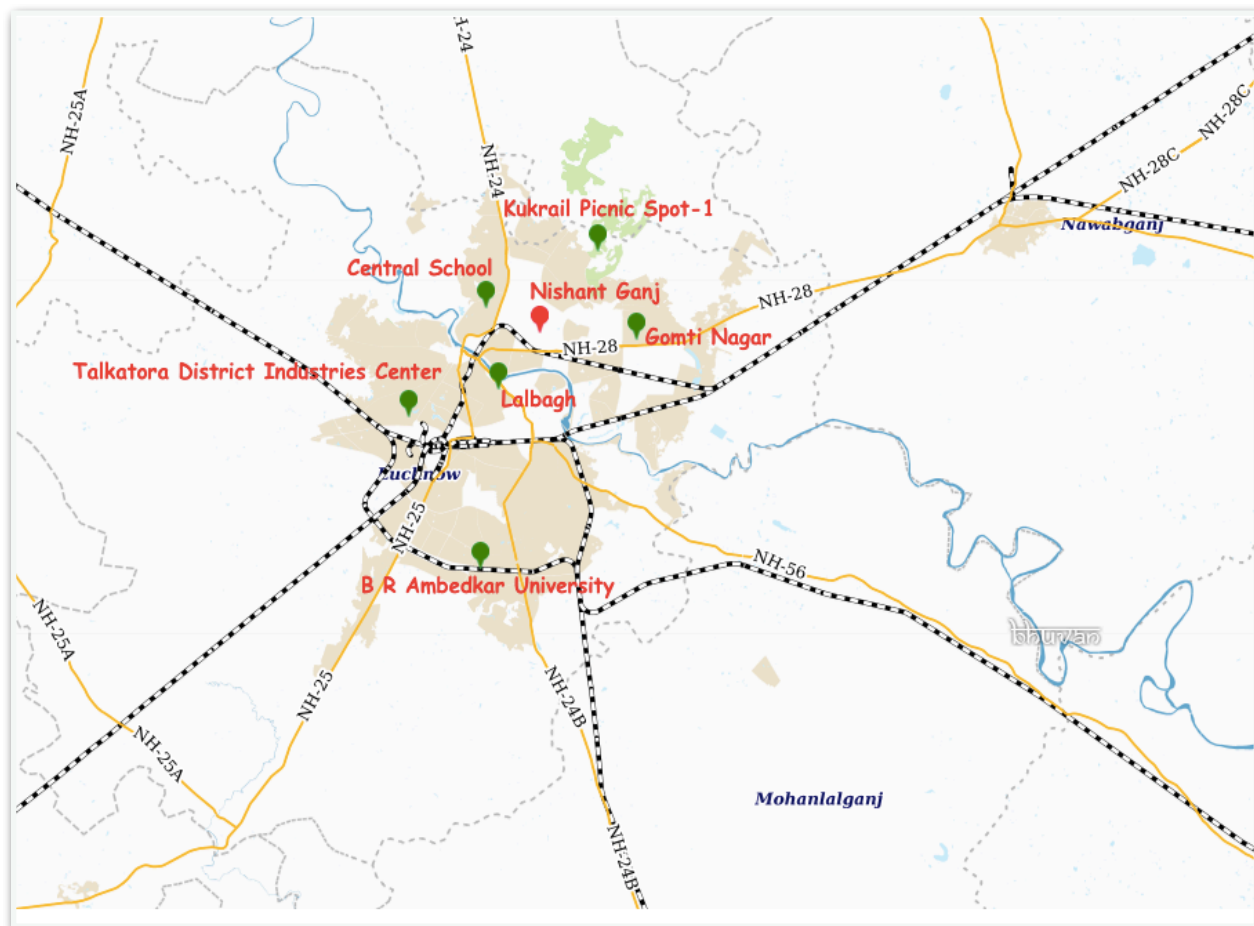 NH-24
NH-25A
NH-28C
NH-24
NH-28C
Kukrail Picnic Spot-1
Nawabganj
Central School
Nishant Ganj
NH-28
Gomti Nagar
NH-28
Talkatora District Industries Center
Lalbagh
Lucknow
NH-25
NH-56
B R Ambedkar University
NH-25A
bhuvan
NH-25
NH-24B
NH-25A
Mohanlalganj
NH-24B